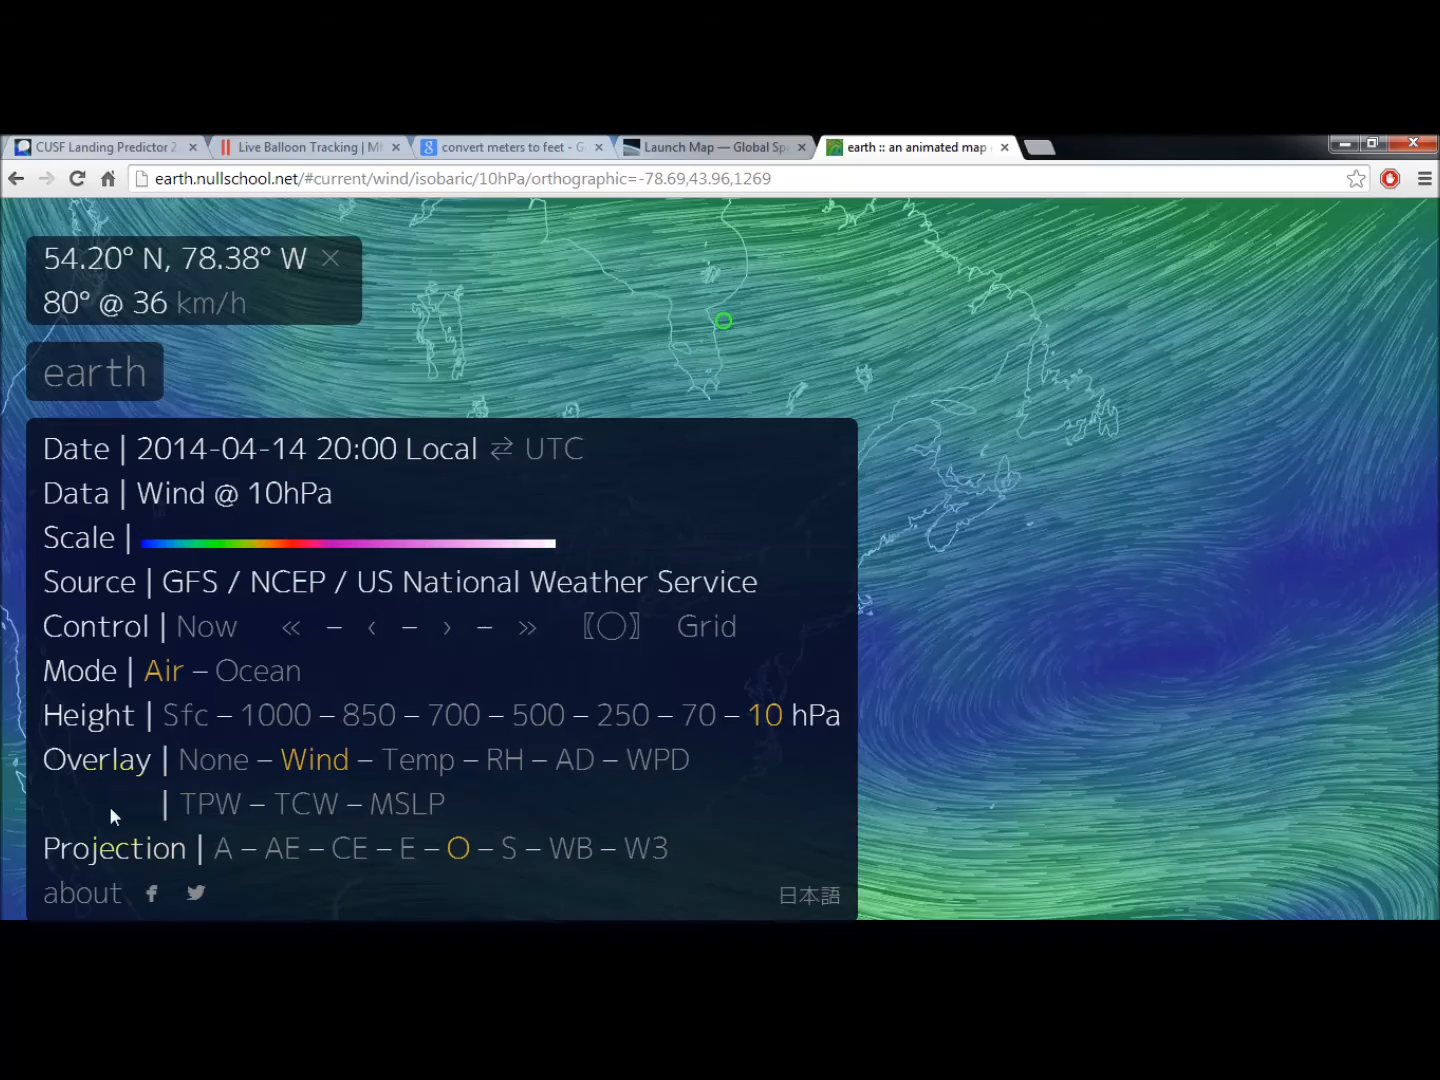 CUSF Landing Predictor 2
Live Balloon Tracking | M
convert meters to feet - G
Launch Map — Global Sp
earth :: an animated map
earth.nullschool.net/#current/wind/isobaric/10hPa/orthographic=-78.69,43.96,1269
54.20° N, 78.38° W ×
80° @ 36 km/h
earth
Date | 2014-04-14 20:00 Local ⇄ UTC
Data | Wind @ 10hPa
Scale |
Source | GFS / NCEP / US National Weather Service
Control | Now « – ‹ – › – » 〖○〗 Grid
Mode | Air – Ocean
Height | Sfc – 1000 – 850 – 700 – 500 – 250 – 70 – 10 hPa
Overlay | None – Wind – Temp – RH – AD – WPD
| TPW – TCW – MSLP
Projection | A – AE – CE – E – O – S – WB – W3
about
日本語